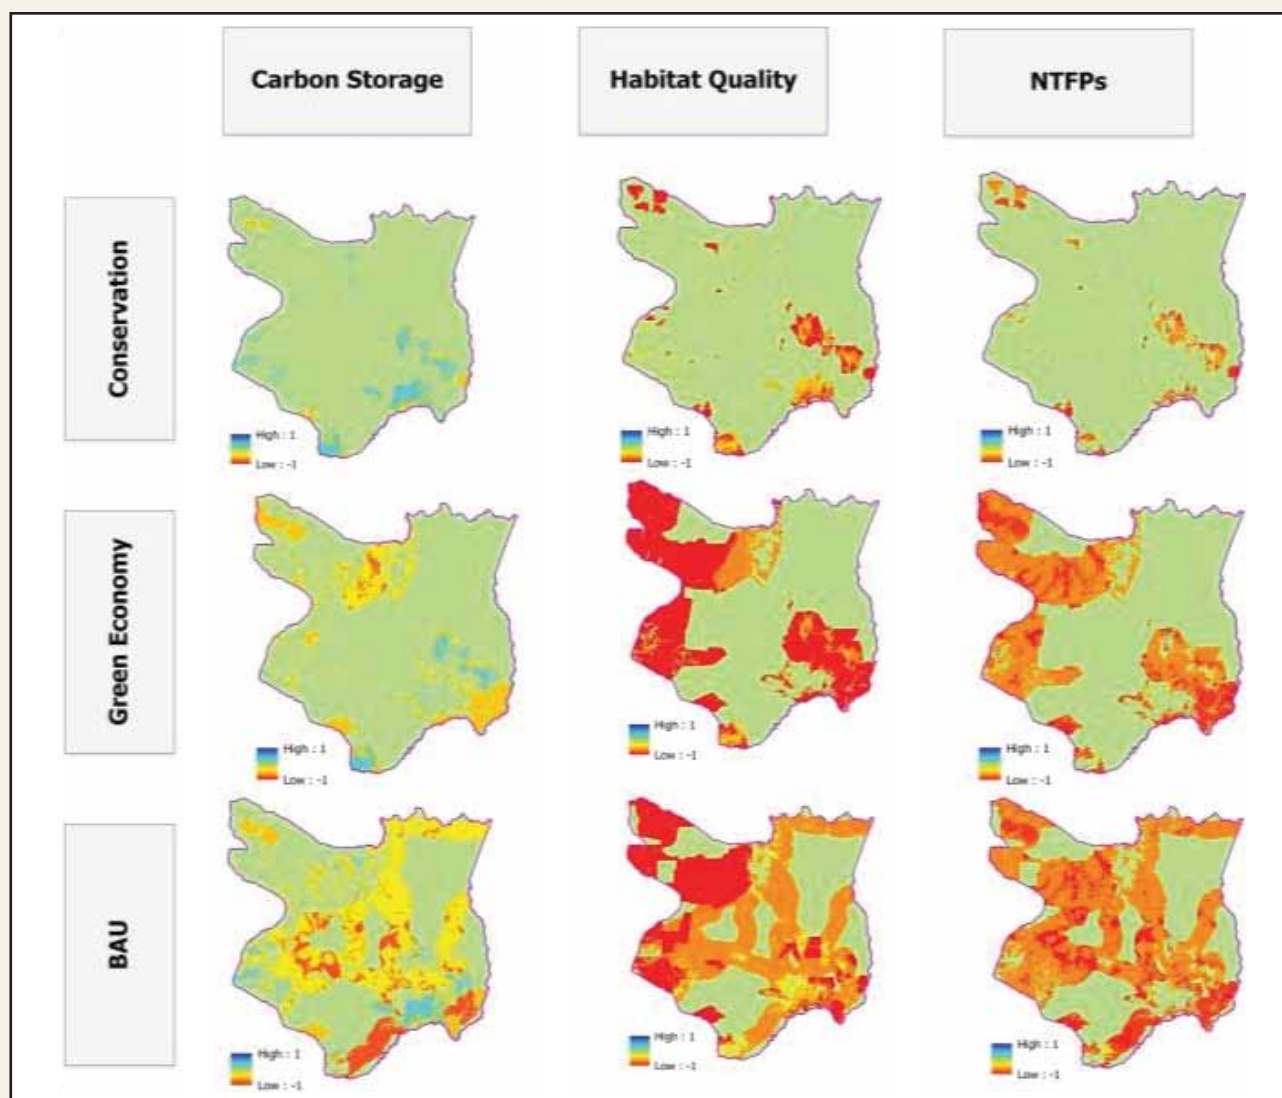 Carbon Storage
Habitat Quality
NTFPs
Conservation
High : 1
Low : -1
High : 1
Low : -1
High : 1
Low : -1
Green Economy
High : 1
Low : -1
High : 1
Low : -1
High : 1
Low : -1
BAU
High : 1
Low : -1
High : 1
Low : -1
High : 1
Low : -1